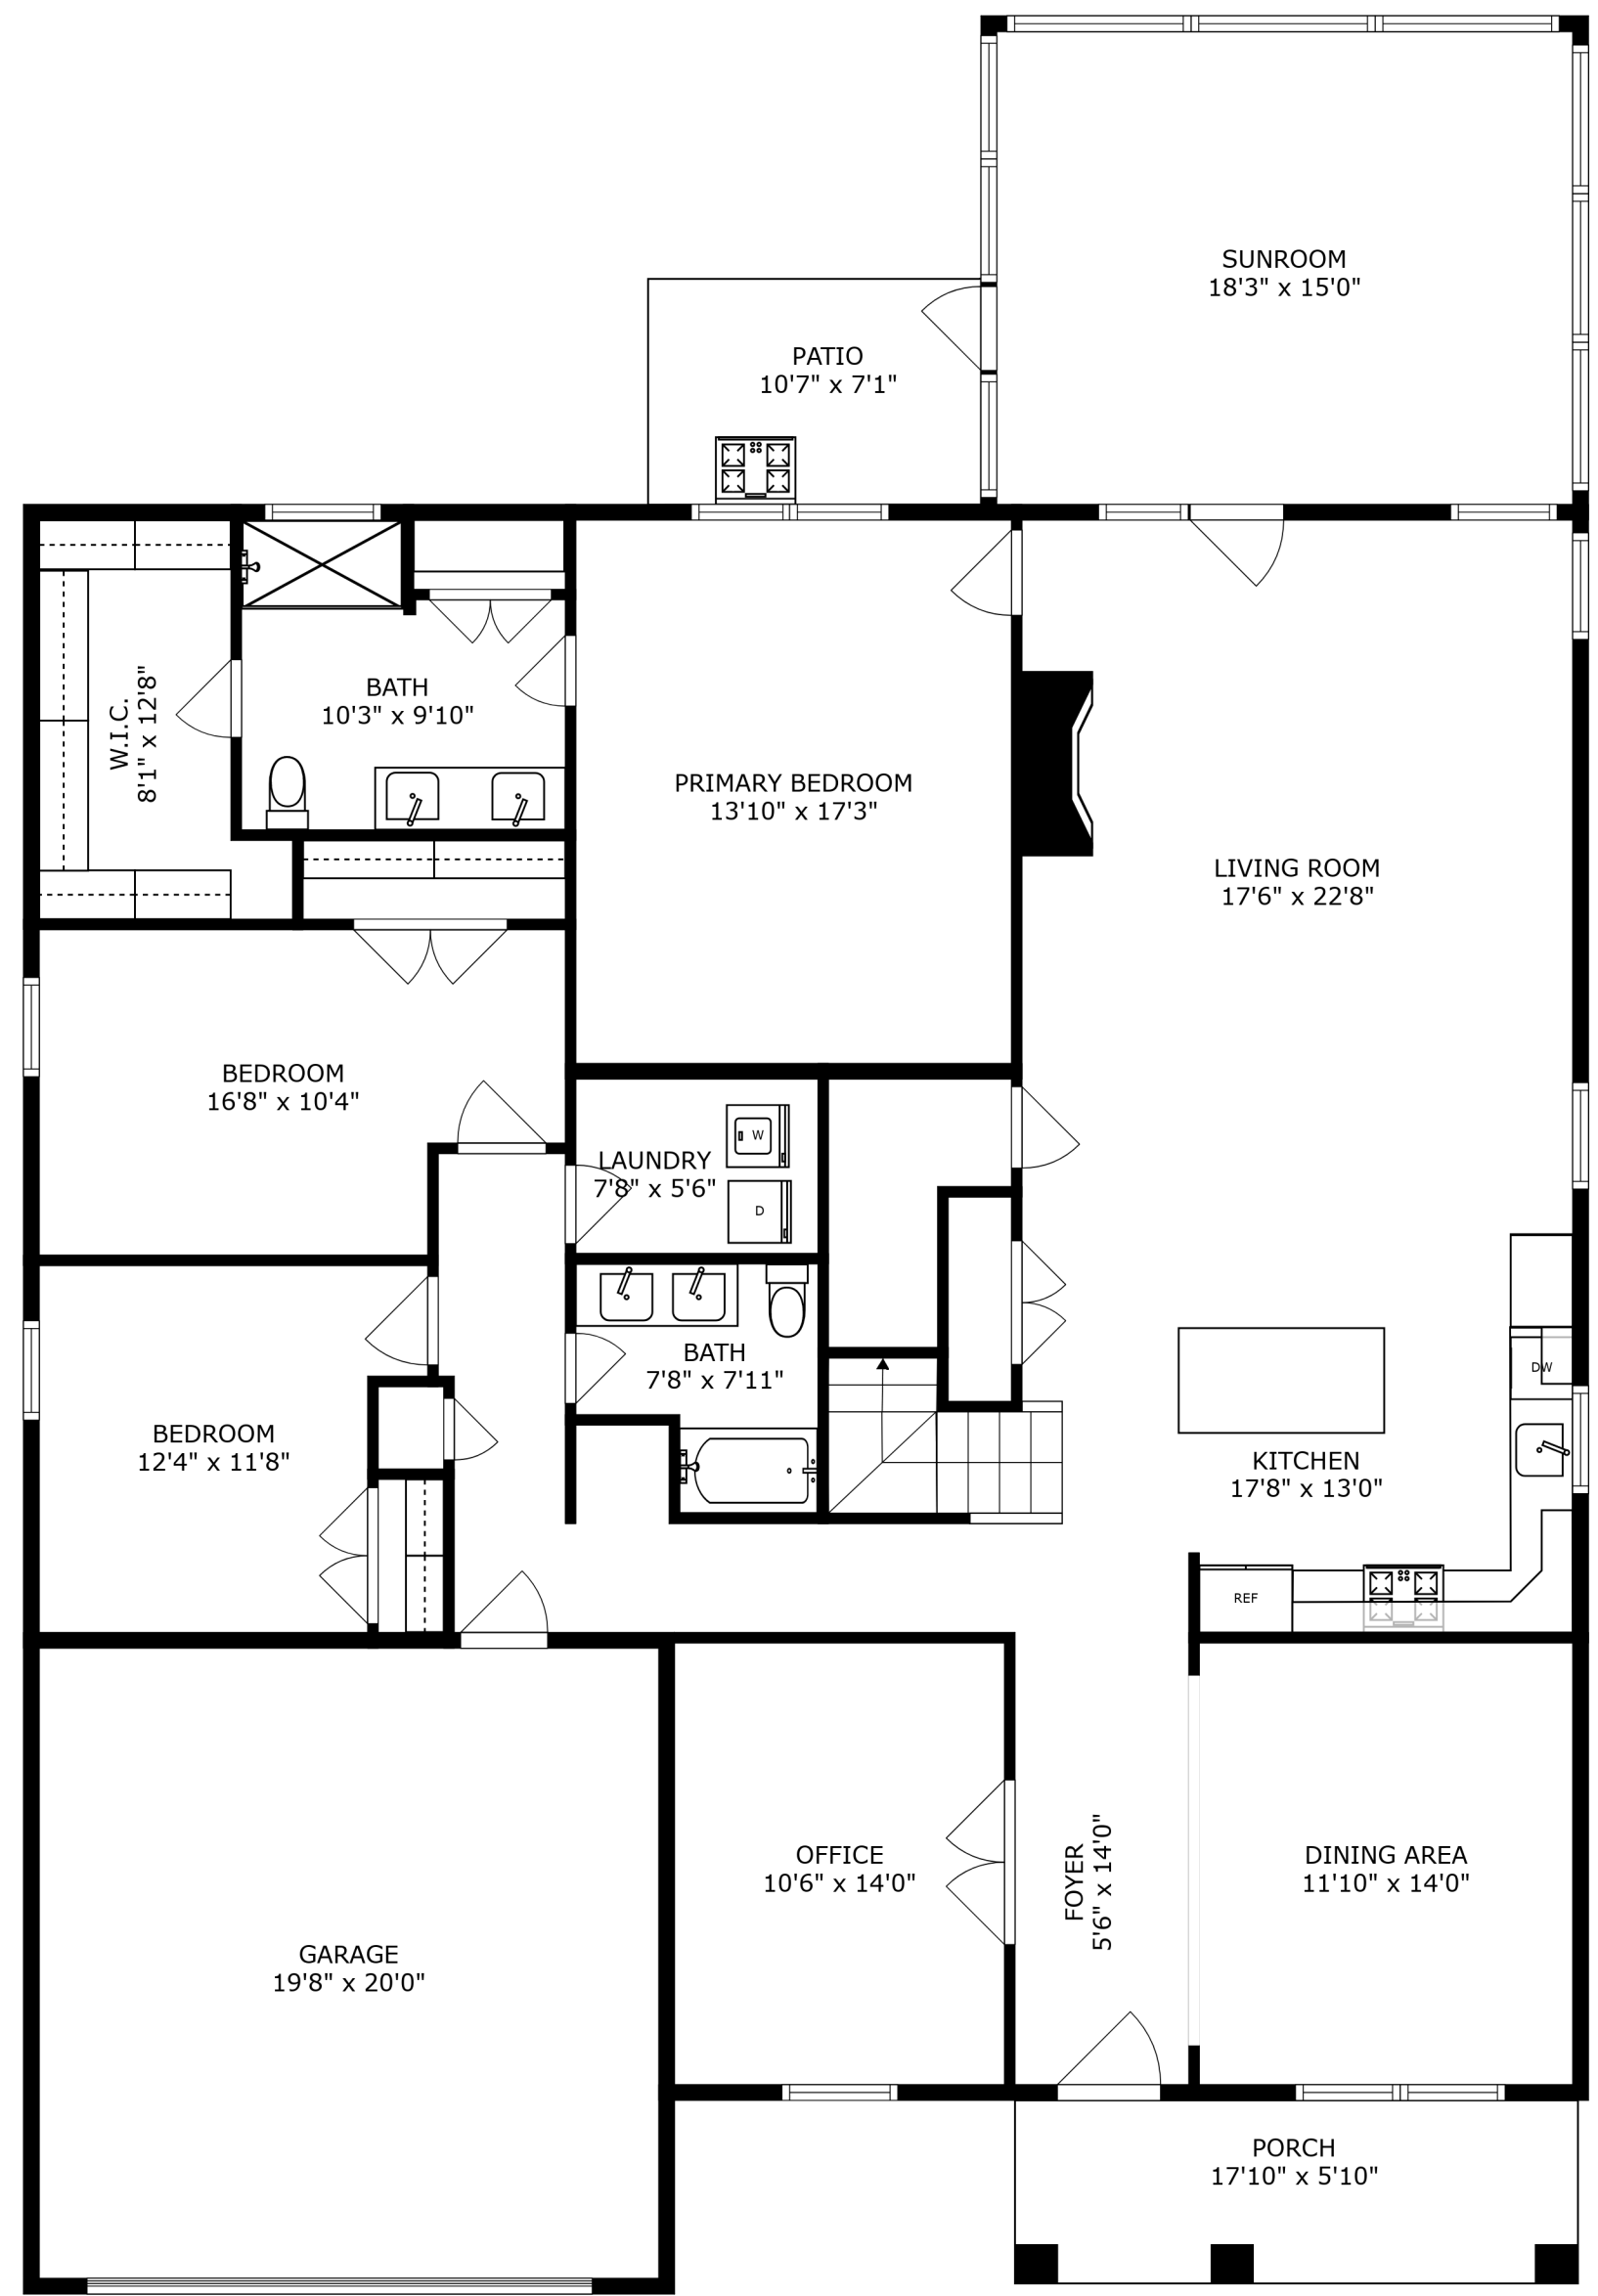 SUNROOM
18'3" x 15'0"
PATIO
10'7" x 7'1"
BATH
10'3" x 9'10"
W.I.C.
8'1" x 12'8"
PRIMARY BEDROOM
13'10" x 17'3"
LIVING ROOM
17'6" x 22'8"
BEDROOM
16'8" x 10'4"
W
LAUNDRY
7'8" x 5'6"
D
BATH
7'8" x 7'11"
DW
BEDROOM
12'4" x 11'8"
KITCHEN
17'8" x 13'0"
REF
OFFICE
10'6" x 14'0"
FOYER
5'6" x 14'0"
DINING AREA
11'10" x 14'0"
GARAGE
19'8" x 20'0"
PORCH
17'10" x 5'10"